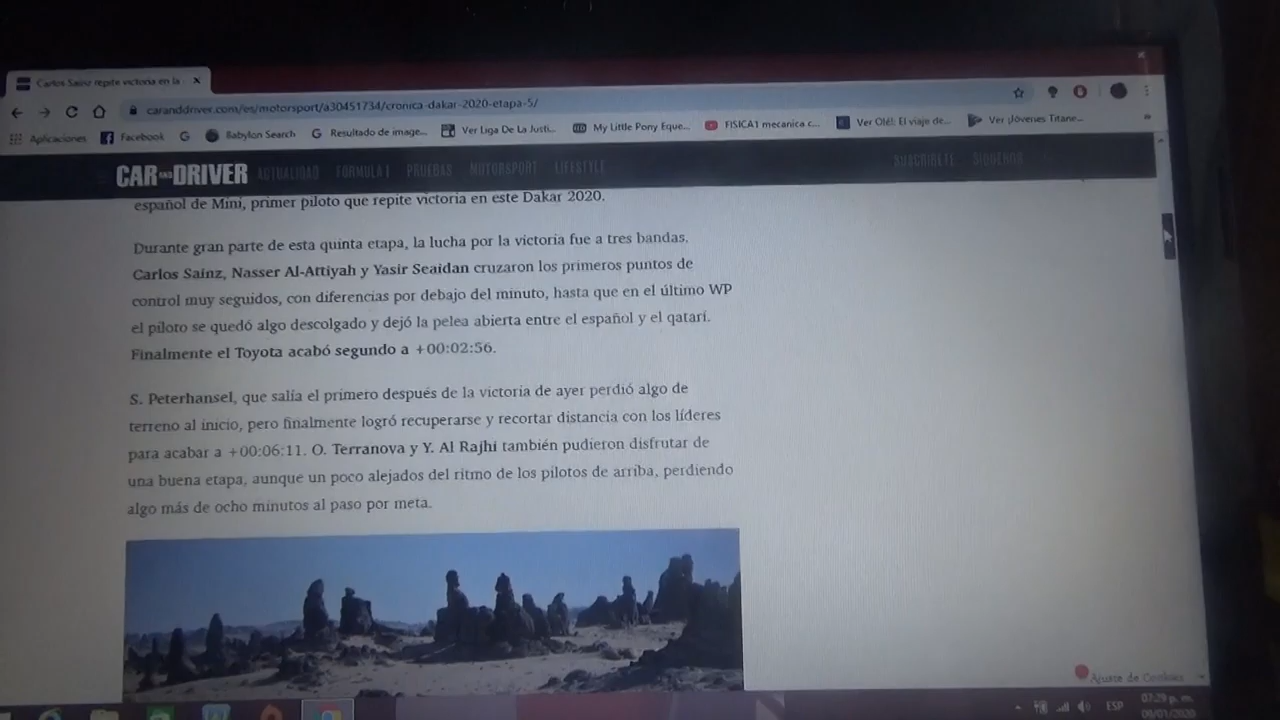 Carlos Sainz repite victoria en la
caranddriver.com/es/motorsport/a30451734/cronica-dakar-2020-etapa-5/
Aplicaciones Facebook Babylon Search Resultado de image... Ver Liga De La Justi... My Little Pony Eque... FISICA1 mecanica c... Ver Olé!: El viaje de... Ver ¡Jóvenes Titane...
CAR AND DRIVER ACTUALIDAD FORMULA 1 PRUEBAS MOTORSPORT LIFESTYLE SUSCRÍBETE SÍGUENOS
español de Mini, primer piloto que repite victoria en este Dakar 2020.
Durante gran parte de esta quinta etapa, la lucha por la victoria fue a tres bandas.
Carlos Sainz, Nasser Al-Attiyah y Yasir Seaidan cruzaron los primeros puntos de
control muy seguidos, con diferencias por debajo del minuto, hasta que en el último WP
el piloto se quedó algo descolgado y dejó la pelea abierta entre el español y el qatarí.
Finalmente el Toyota acabó segundo a +00:02:56.
S. Peterhansel, que salía el primero después de la victoria de ayer perdió algo de
terreno al inicio, pero finalmente logró recuperarse y recortar distancia con los líderes
para acabar a +00:06:11. O. Terranova y Y. Al Rajhi también pudieron disfrutar de
una buena etapa, aunque un poco alejados del ritmo de los pilotos de arriba, perdiendo
algo más de ocho minutos al paso por meta.
Ajuste de Cookies
ESP
07:29 p. m.
09/01/2020